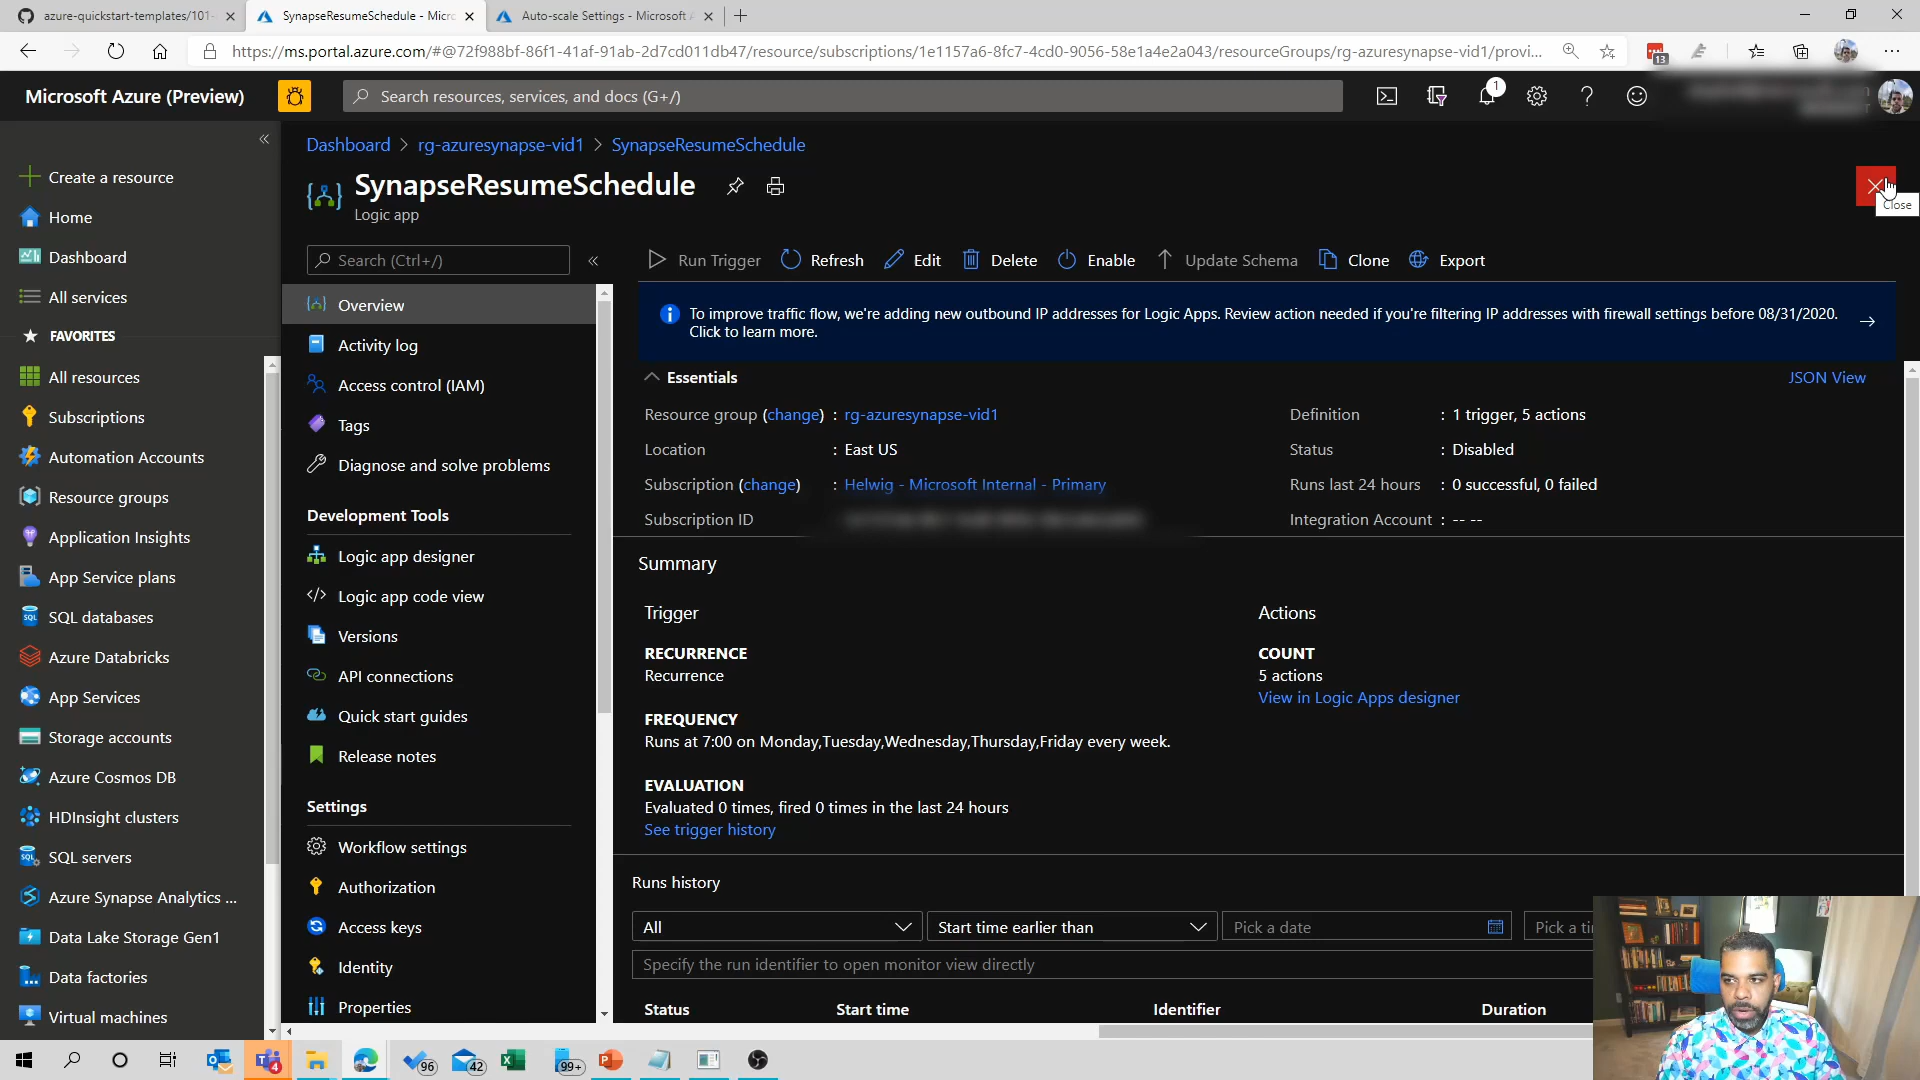 azure-quickstart-templates/101-
SynapseResumeSchedule - Micro
Auto-scale Settings - Microsoft A
https://ms.portal.azure.com/#@72f988bf-86f1-41af-91ab-2d7cd011db47/resource/subscriptions/1e1157a6-8fc7-4cd0-9056-58e1a4e2a043/resourceGroups/rg-azuresynapse-vid1/provi...
13
Microsoft Azure (Preview)
Search resources, services, and docs (G+/)
1
Dashboard > rg-azuresynapse-vid1 > SynapseResumeSchedule
SynapseResumeSchedule
Logic app
Close
Create a resource
Home
Dashboard
All services
FAVORITES
All resources
Subscriptions
Automation Accounts
Resource groups
Application Insights
App Service plans
SQL databases
Azure Databricks
App Services
Storage accounts
Azure Cosmos DB
HDInsight clusters
SQL servers
Azure Synapse Analytics ...
Data Lake Storage Gen1
Data factories
Virtual machines
Search (Ctrl+/)
Overview
Activity log
Access control (IAM)
Tags
Diagnose and solve problems
Development Tools
Logic app designer
Logic app code view
Versions
API connections
Quick start guides
Release notes
Settings
Workflow settings
Authorization
Access keys
Identity
Properties
Run Trigger Refresh Edit Delete Enable Update Schema Clone Export
To improve traffic flow, we're adding new outbound IP addresses for Logic Apps. Review action needed if you're filtering IP addresses with firewall settings before 08/31/2020.
Click to learn more.
Essentials
JSON View
Resource group (change) : rg-azuresynapse-vid1
Definition : 1 trigger, 5 actions
Location : East US
Status : Disabled
Subscription (change) : Helwig - Microsoft Internal - Primary
Runs last 24 hours : 0 successful, 0 failed
Subscription ID
Integration Account : -- --
Summary
Trigger
RECURRENCE
Recurrence
FREQUENCY
Runs at 7:00 on Monday,Tuesday,Wednesday,Thursday,Friday every week.
EVALUATION
Evaluated 0 times, fired 0 times in the last 24 hours
See trigger history
Actions
COUNT
5 actions
View in Logic Apps designer
Runs history
All
Start time earlier than
Pick a date
Pick a ti
Specify the run identifier to open monitor view directly
Status Start time Identifier Duration
4
96
42
99+